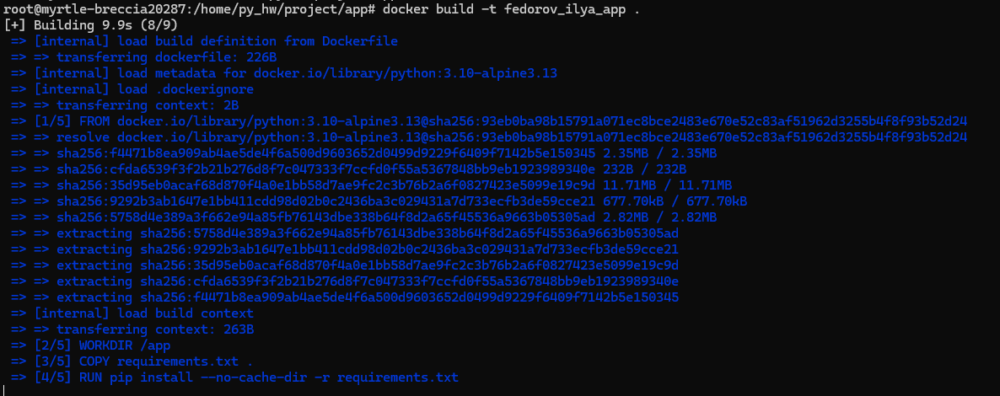 root@myrtle-breccia20287:/home/py_hw/project/app# docker build -t fedorov_ilya_app .
[+] Building 9.9s (8/9)
=> [internal] load build definition from Dockerfile
=> => transferring dockerfile: 226B
=> [internal] load metadata for docker.io/library/python:3.10-alpine3.13
=> [internal] load .dockerignore
=> => transferring context: 2B
=> [1/5] FROM docker.io/library/python:3.10-alpine3.13@sha256:93eb0ba98b15791a071ec8bce2483e670e52c83af51962d3255b4f8f93b52d24
=> => resolve docker.io/library/python:3.10-alpine3.13@sha256:93eb0ba98b15791a071ec8bce2483e670e52c83af51962d3255b4f8f93b52d24
=> => sha256:f4471b8ea909ab4ae5de4f6a500d9603652d0499d9229f6409f7142b5e150345 2.35MB / 2.35MB
=> => sha256:cfda6539f3f2b21b276d8f7c047333f7ccfd0f55a5367848bb9eb1923989340e 232B / 232B
=> => sha256:35d95eb0acaf68d870f4a0e1bb58d7ae9fc2c3b76b2a6f0827423e5099e19c9d 11.71MB / 11.71MB
=> => sha256:9292b3ab1647e1bb411cdd98d02b0c2436ba3c029431a7d733ecfb3de59cce21 677.70kB / 677.70kB
=> => sha256:5758d4e389a3f662e94a85fb76143dbe338b64f8d2a65f45536a9663b05305ad 2.82MB / 2.82MB
=> => extracting sha256:5758d4e389a3f662e94a85fb76143dbe338b64f8d2a65f45536a9663b05305ad
=> => extracting sha256:9292b3ab1647e1bb411cdd98d02b0c2436ba3c029431a7d733ecfb3de59cce21
=> => extracting sha256:35d95eb0acaf68d870f4a0e1bb58d7ae9fc2c3b76b2a6f0827423e5099e19c9d
=> => extracting sha256:cfda6539f3f2b21b276d8f7c047333f7ccfd0f55a5367848bb9eb1923989340e
=> => extracting sha256:f4471b8ea909ab4ae5de4f6a500d9603652d0499d9229f6409f7142b5e150345
=> [internal] load build context
=> => transferring context: 263B
=> [2/5] WORKDIR /app
=> [3/5] COPY requirements.txt .
=> [4/5] RUN pip install --no-cache-dir -r requirements.txt